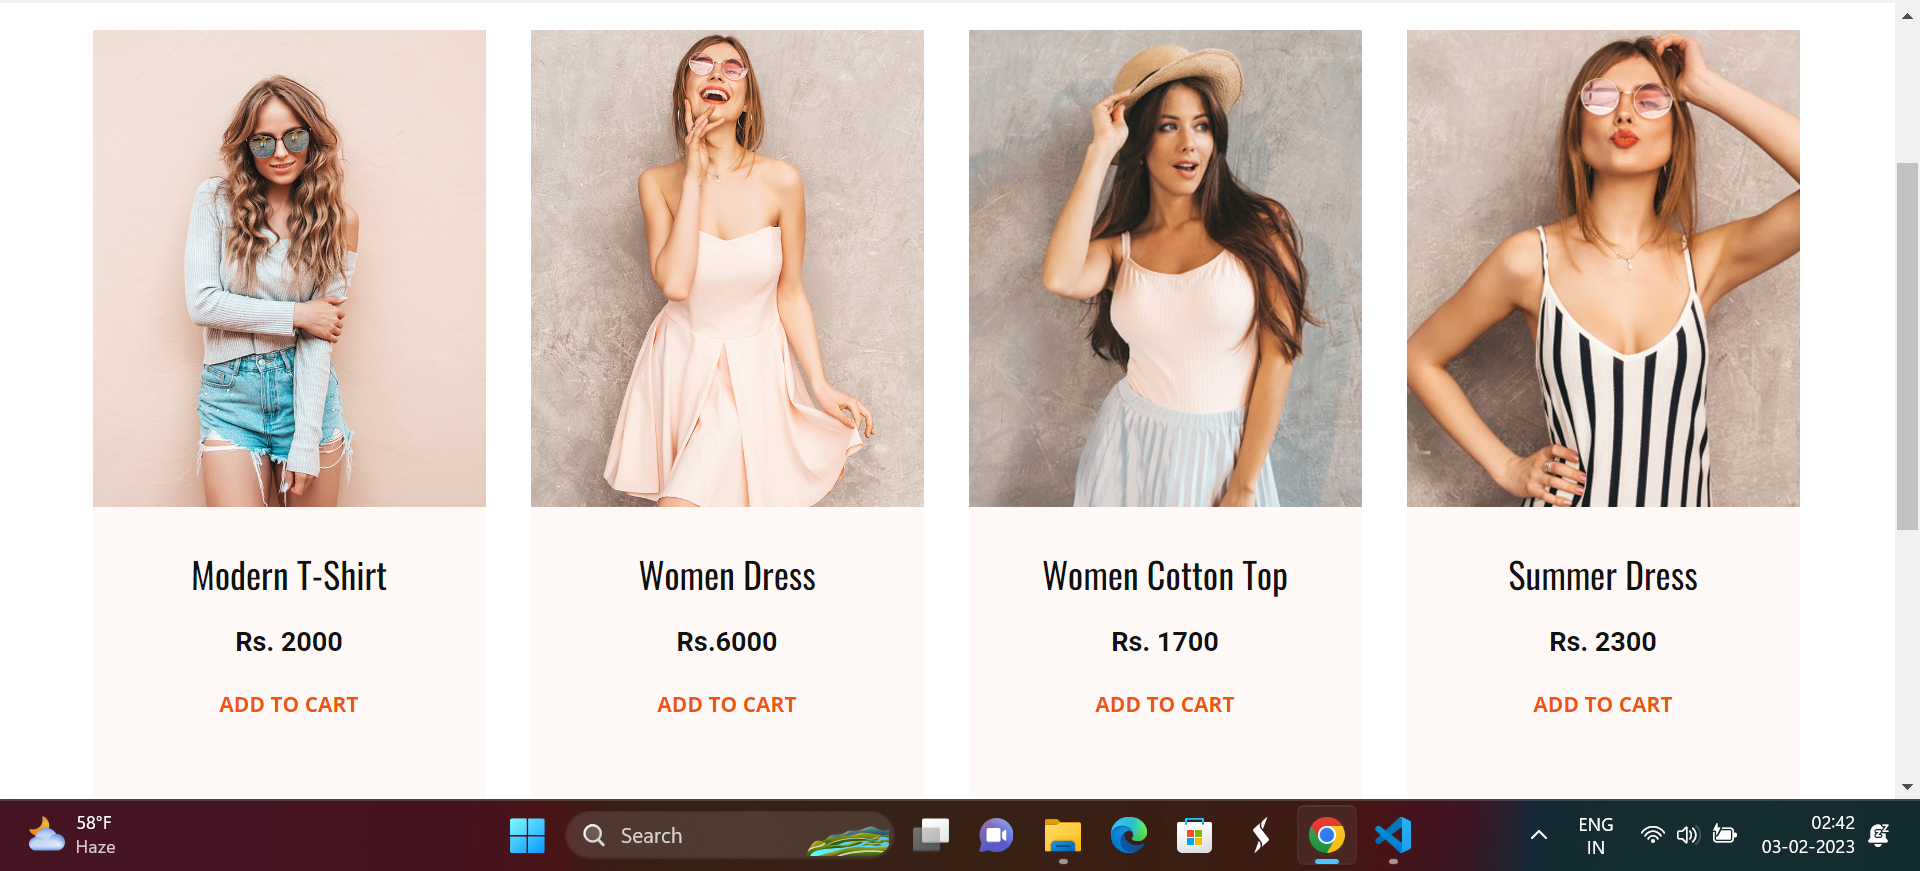 Modern T-Shirt
Rs. 2000
ADD TO CART
Women Dress
Rs.6000
ADD TO CART
Women Cotton Top
Rs. 1700
ADD TO CART
Summer Dress
Rs. 2300
ADD TO CART
58°F
Haze
Search
ENG
IN
02:42
03-02-2023